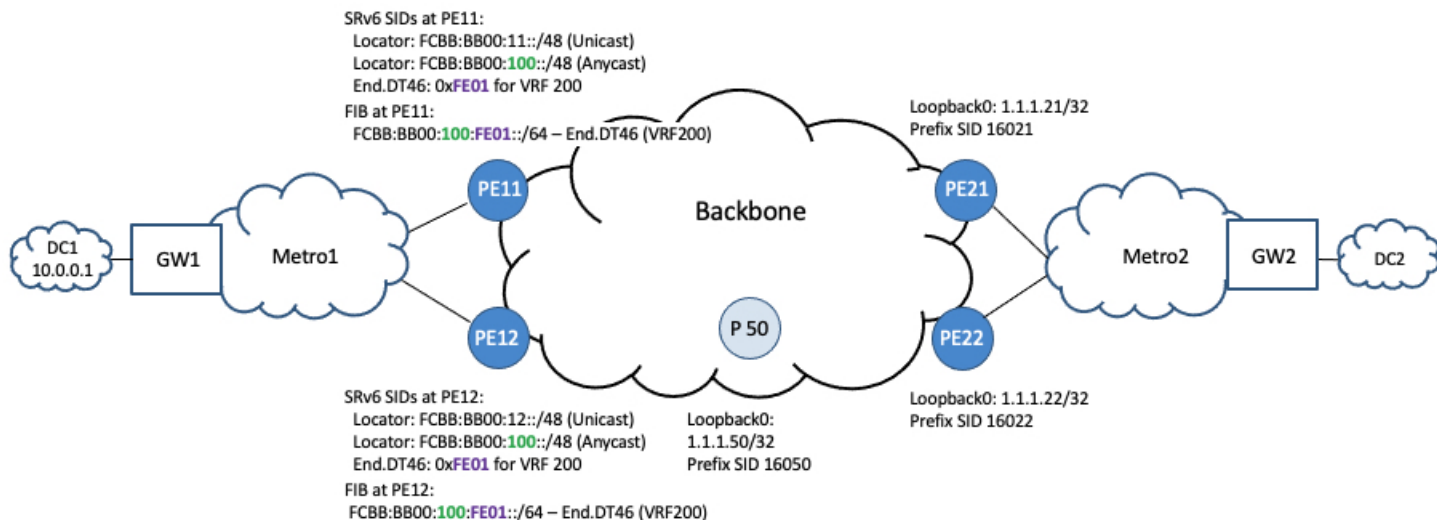 SRv6 SIDs at PE11:
Locator: FCBB:BB00:11::/48 (Unicast)
Locator: FCBB:BB00:100::/48 (Anycast)
End.DT46: 0xFE01 for VRF 200
FIB at PE11:
FCBB:BB00:100:FE01::/64 – End.DT46 (VRF200)
Loopback0: 1.1.1.21/32
Prefix SID 16021
PE11
PE21
Backbone
DC1
10.0.0.1
GW1
Metro1
Metro2
GW2
DC2
PE12
P 50
PE22
SRv6 SIDs at PE12:
Locator: FCBB:BB00:12::/48 (Unicast)
Locator: FCBB:BB00:100::/48 (Anycast)
End.DT46: 0xFE01 for VRF 200
FIB at PE12:
FCBB:BB00:100:FE01::/64 – End.DT46 (VRF200)
Loopback0:
1.1.1.50/32
Prefix SID 16050
Loopback0: 1.1.1.22/32
Prefix SID 16022